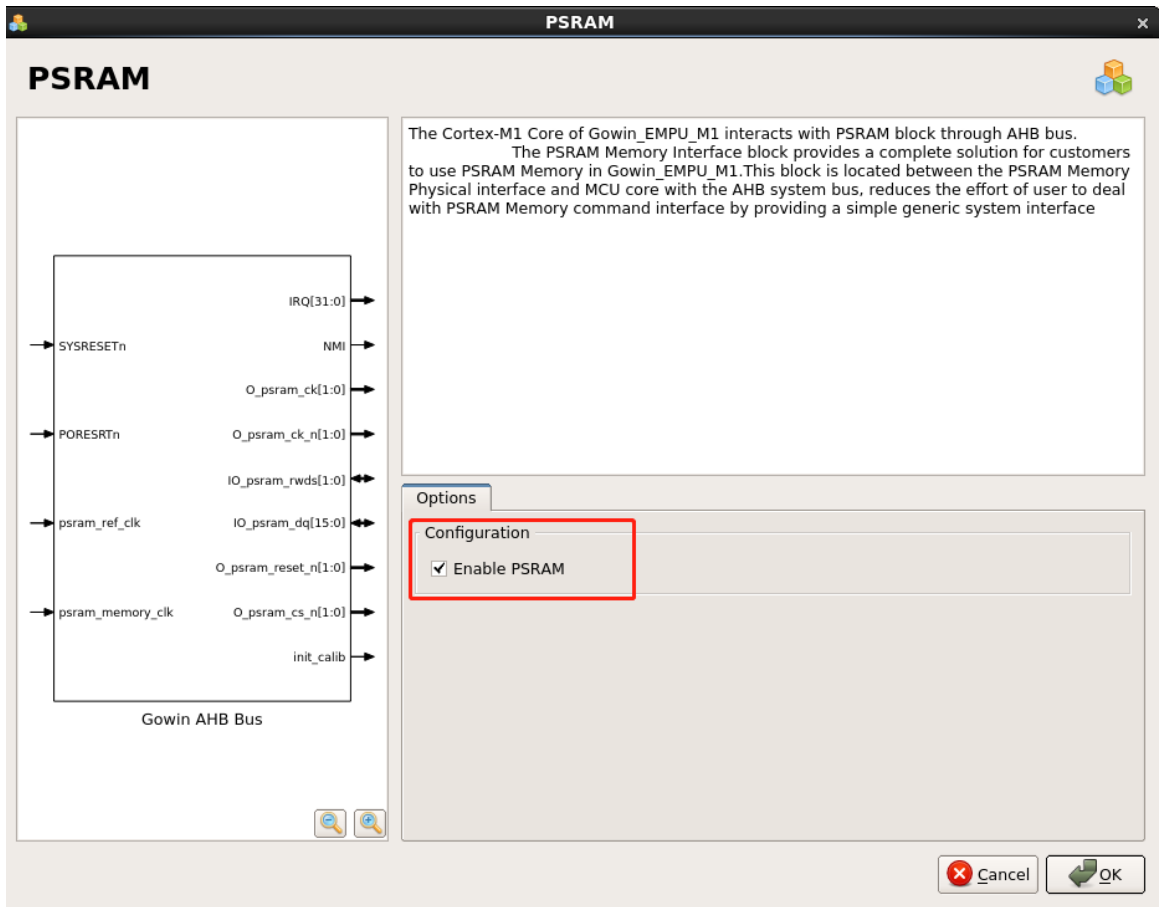 PSRAM
PSRAM
IRQ[31:0]
SYSRESETn
NMI
O_psram_ck[1:0]
PORESRTn
O_psram_ck_n[1:0]
IO_psram_rwds[1:0]
psram_ref_clk
IO_psram_dq[15:0]
O_psram_reset_n[1:0]
psram_memory_clk
O_psram_cs_n[1:0]
init_calib
Gowin AHB Bus
The Cortex-M1 Core of Gowin_EMPU_M1 interacts with PSRAM block through AHB bus.
The PSRAM Memory Interface block provides a complete solution for customers
to use PSRAM Memory in Gowin_EMPU_M1.This block is located between the PSRAM Memory
Physical interface and MCU core with the AHB system bus, reduces the effort of user to deal
with PSRAM Memory command interface by providing a simple generic system interface
Options
Configuration
Enable PSRAM
Cancel
OK